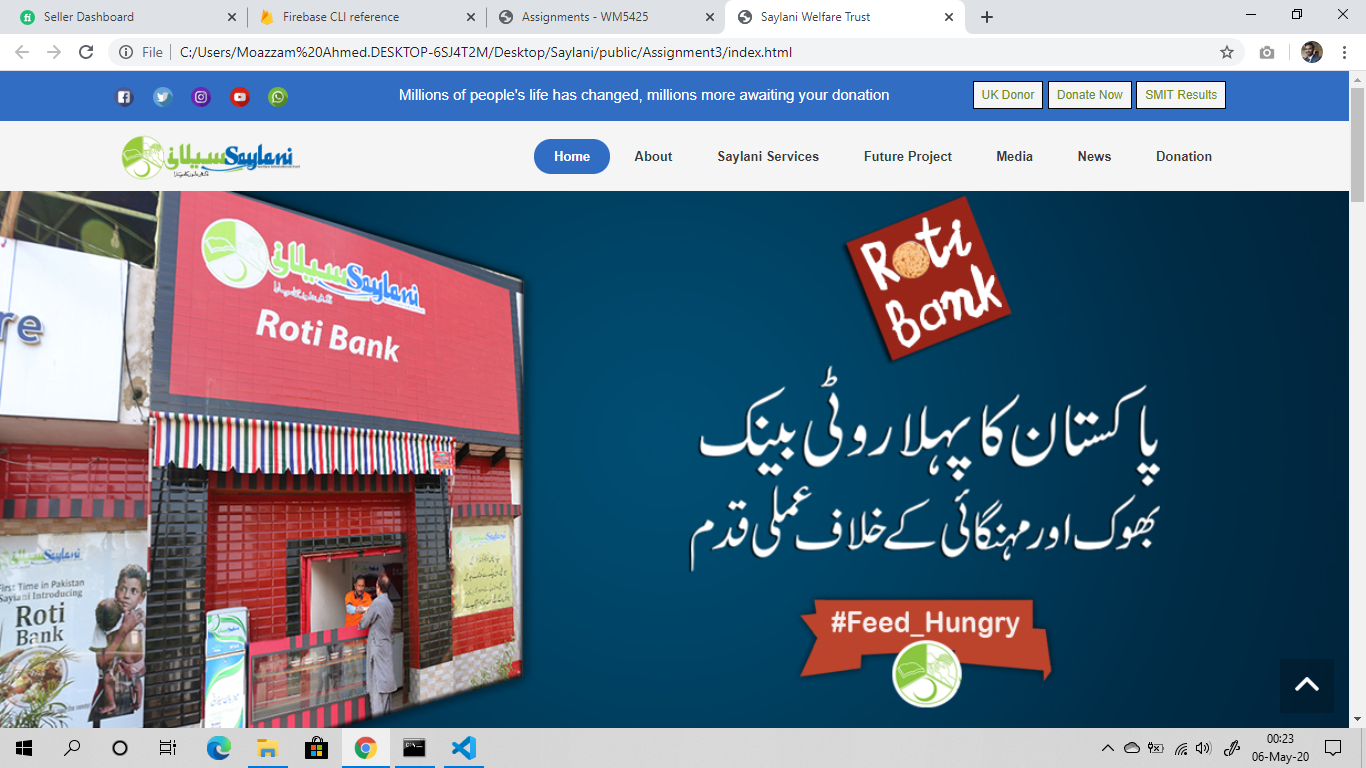 Seller Dashboard
Firebase CLI reference
Assignments - WM5425
Saylani Welfare Trust
File
C:/Users/Moazzam%20Ahmed.DESKTOP-6SJ4T2M/Desktop/Saylani/public/Assignment3/index.html
Millions of people's life has changed, millions more awaiting your donation
UK Donor
Donate Now
SMIT Results
سیلانی Saylani
Home
About
Saylani Services
Future Project
Media
News
Donation
سیلانی Saylani
Roti Bank
re
Saylani
First Time in Pakistan
Saylani Introducing
Roti
Bank
Saylani
Roti
Bank
پاکستان کا پہلا روٹی بینک
بھوک اور مہنگائی کے خلاف عملی قدم
#Feed_Hungry
00:23
06-May-20